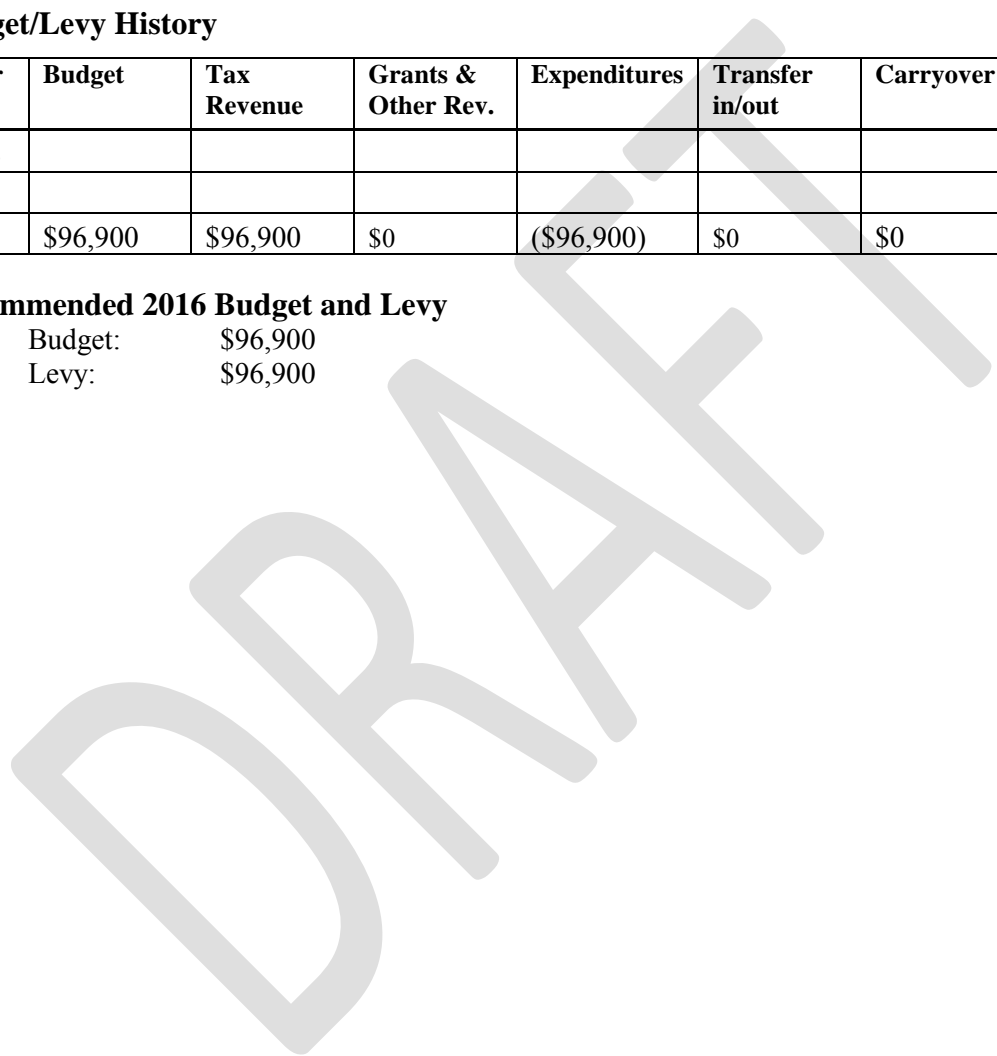 get/Levy History
r Budget Tax Revenue Grants & Other Rev. Expenditures Transfer in/out Carryover
$96,900 $96,900 $0 ($96,900) $0 $0
mmended 2016 Budget and Levy
Budget: $96,900
Levy: $96,900
DRAFT